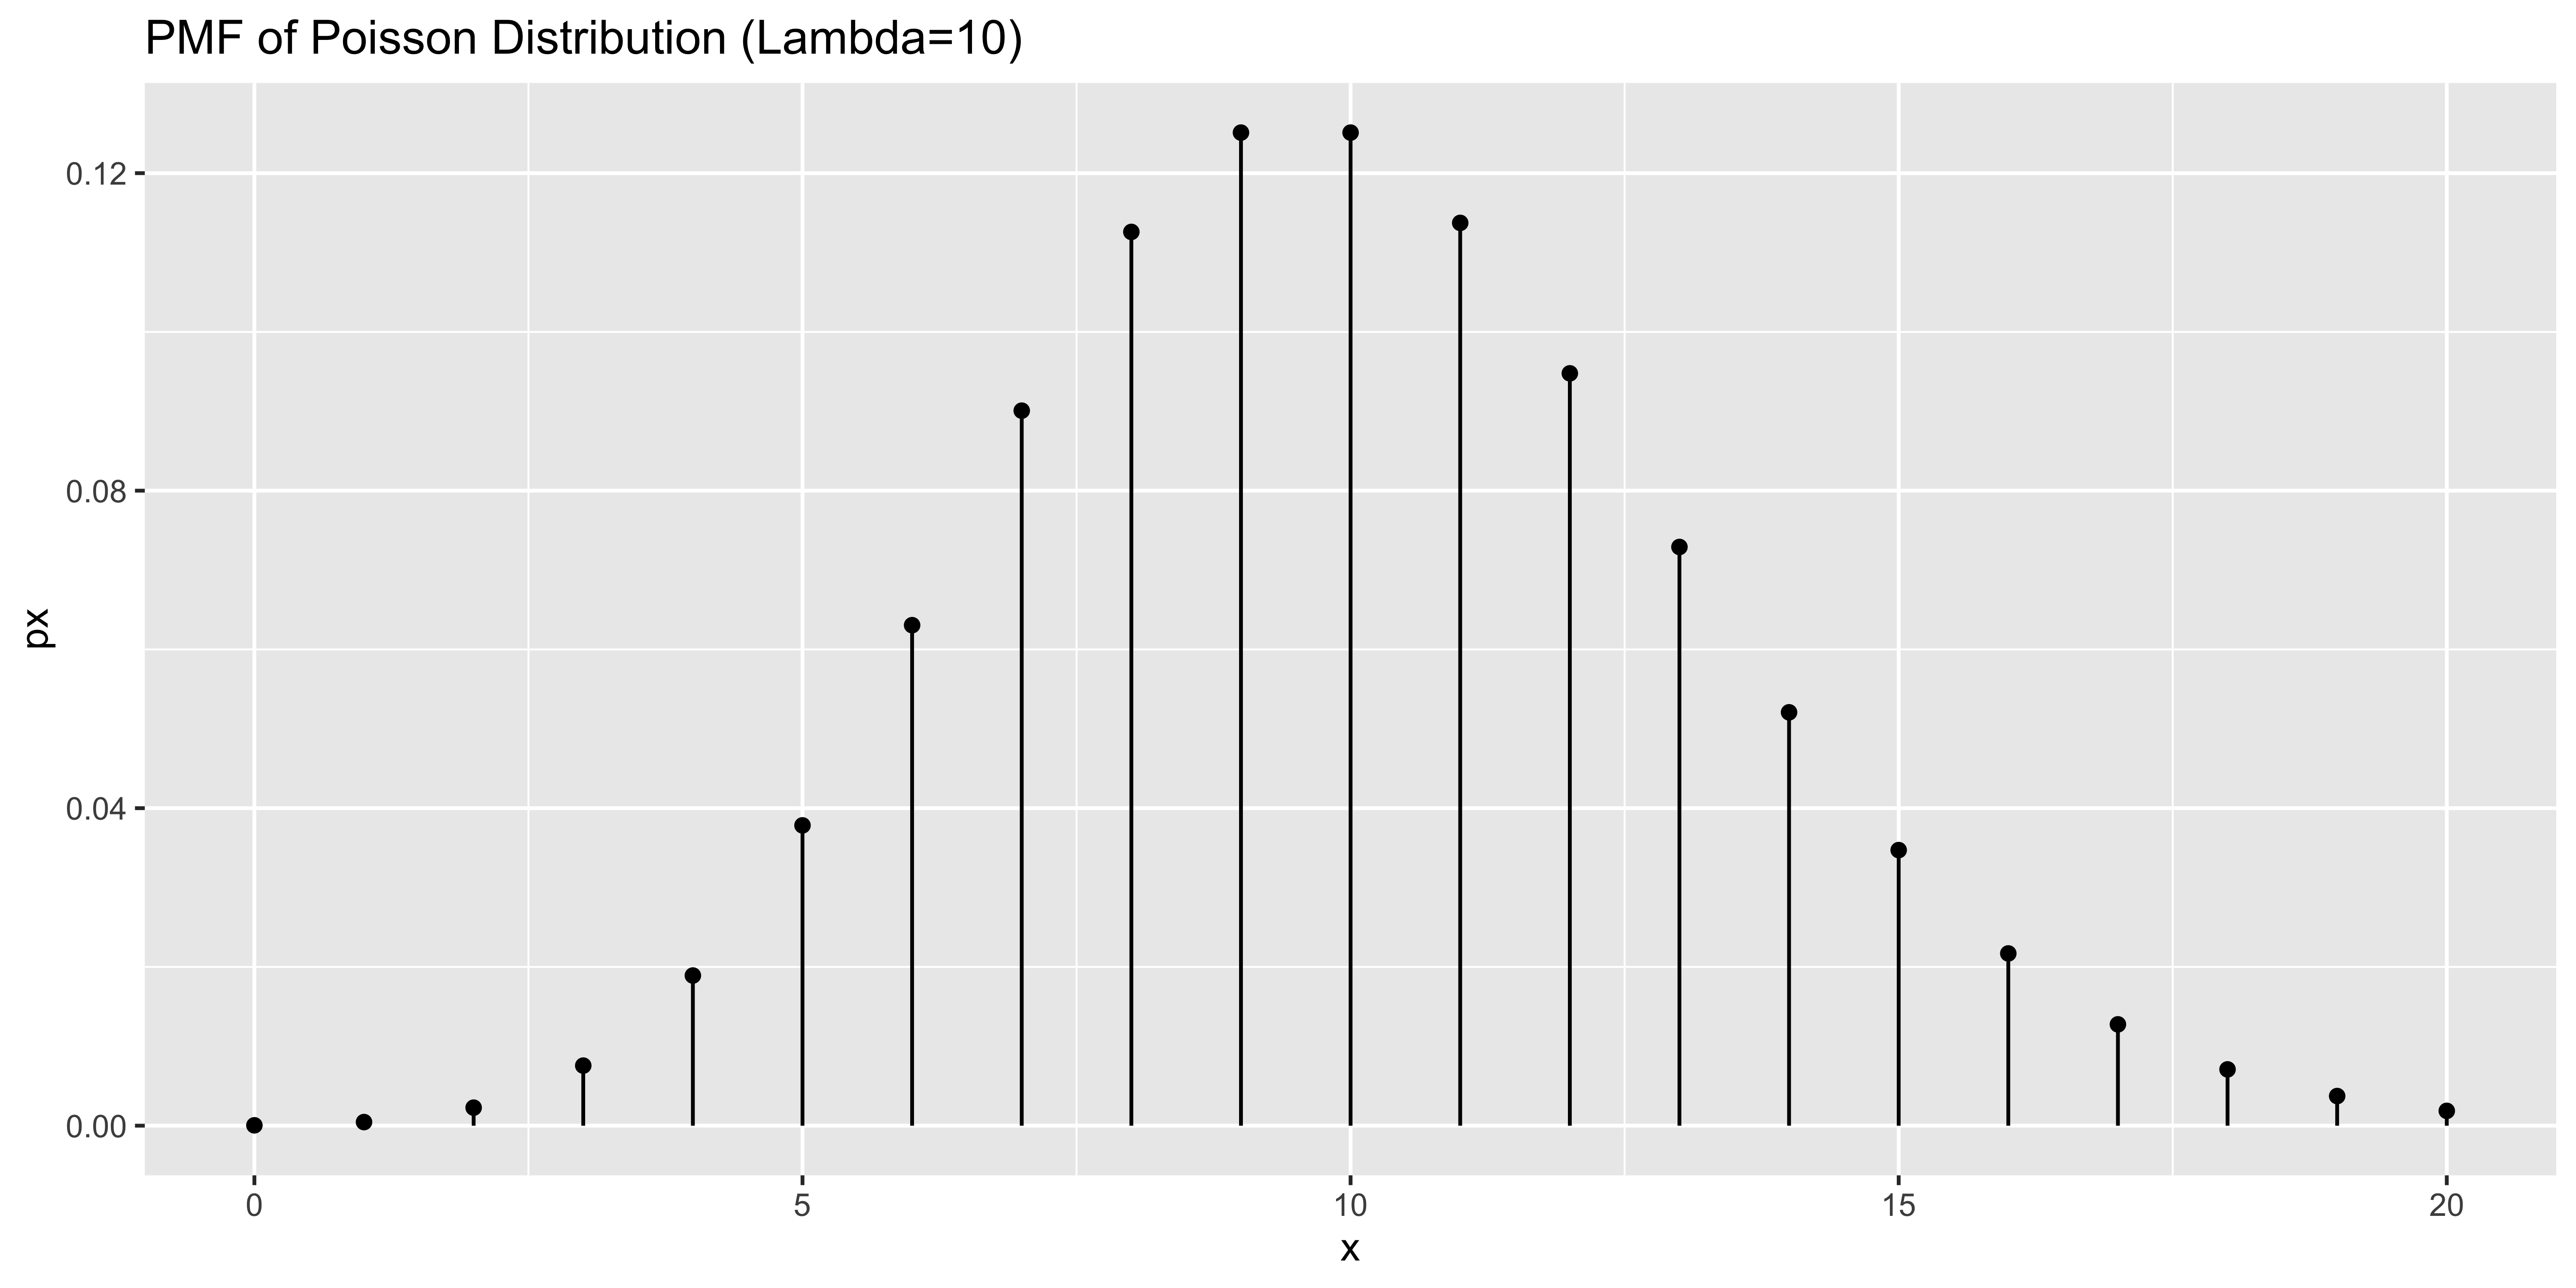 PMF of Poisson Distribution (Lambda=10)
0.12
0.08
0.04
0.00
px
0 5 10 15 20
x